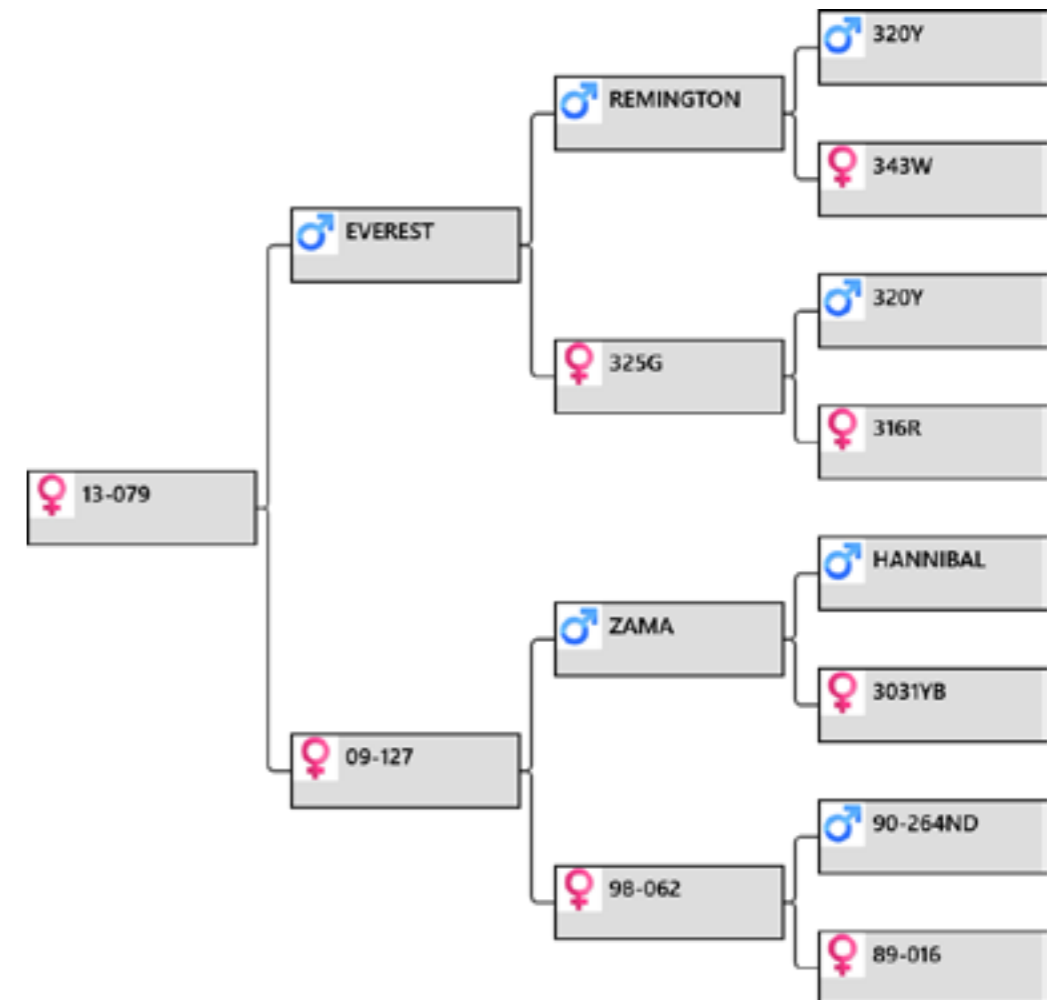 320Y
REMINGTON
343W
EVEREST
320Y
325G
316R
13-079
HANNIBAL
ZAMA
3031YB
09-127
90-264ND
98-062
89-016